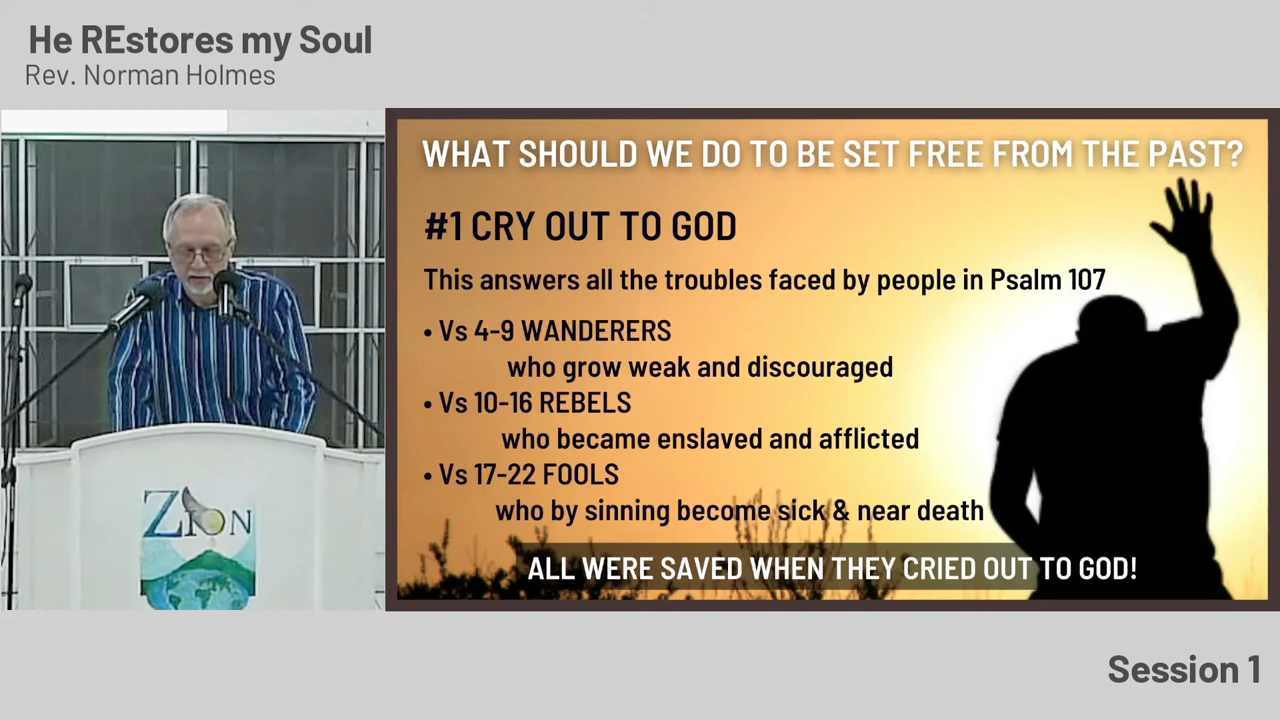 He REstores my Soul
Rev. Norman Holmes
WHAT SHOULD WE DO TO BE SET FREE FROM THE PAST?
#1 CRY OUT TO GOD
This answers all the troubles faced by people in Psalm 107
• Vs 4-9 WANDERERS
who grow weak and discouraged
• Vs 10-16 REBELS
who became enslaved and afflicted
• Vs 17-22 FOOLS
who by sinning become sick & near death
ALL WERE SAVED WHEN THEY CRIED OUT TO GOD!
ZION
Session 1